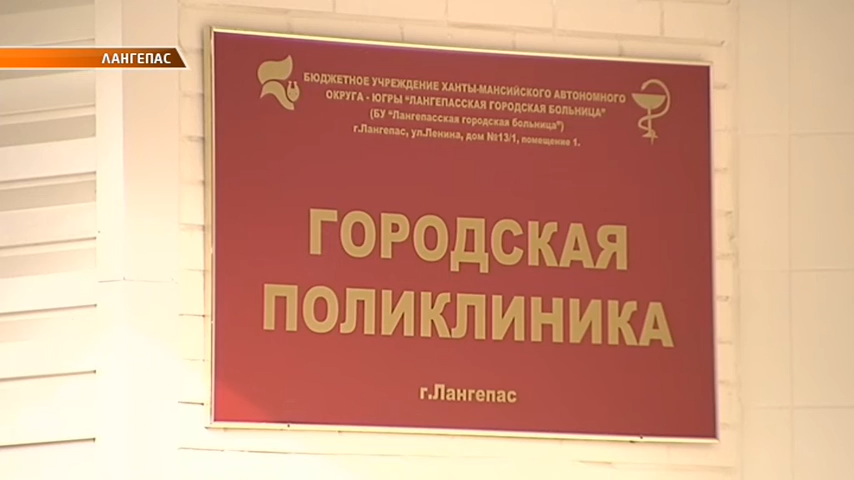 ЛАНГЕПАС
БЮДЖЕТНОЕ УЧРЕЖДЕНИЕ ХАНТЫ-МАНСИЙСКОГО АВТОНОМНОГО
ОКРУГА - ЮГРЫ "ЛАНГЕПАССКАЯ ГОРОДСКАЯ БОЛЬНИЦА"
(БУ "Лангепасская городская больница")
г.Лангепас, ул.Ленина, дом №13/1, помещение 1.
ГОРОДСКАЯ
ПОЛИКЛИНИКА
г.Лангепас